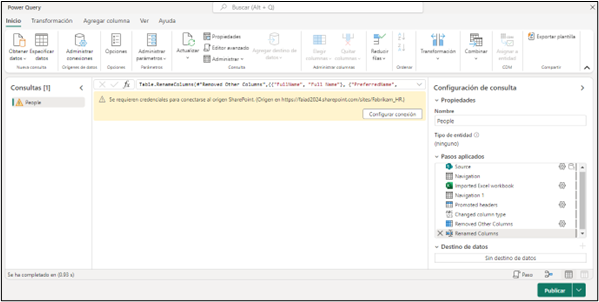 Power Query
Buscar (Alt + Q)
Inicio Transformación Agregar columna Ver Ayuda
Obtener datos Especificar datos
Administrar conexiones
Opciones
Administrar parámetros
Actualizar
Propiedades
Editor avanzado
Administrar
Agregar destino de datos
Elegir columnas
Quitar columnas
Reducir filas
Ordenar
Transformación
Combinar
Asignar a entidad
Exportar plantilla
Nueva consulta
Orígenes de datos
Opciones
Parámetros
Consulta
Administrar columnas
Ordenar
CDM
Compartir
Consultas [1]
People
fx
Table.RenameColumns(#"Removed Other Columns",{{"FullName", "Full Name"}, {"PreferredName",
Se requieren credenciales para conectarse al origen SharePoint. (Origen en https://faiad2024.sharepoint.com/sites/Fabrikam_HR.)
Configurar conexión
Configuración de consulta
Propiedades
Nombre
People
Tipo de entidad
(ninguno)
Pasos aplicados
Source
Navigation
Imported Excel workbook
Navigation 1
Promoted headers
Changed column type
Removed Other Columns
Renamed Columns
Destino de datos
Sin destino de datos
Se ha completado en (0.93 s)
Paso
Publicar